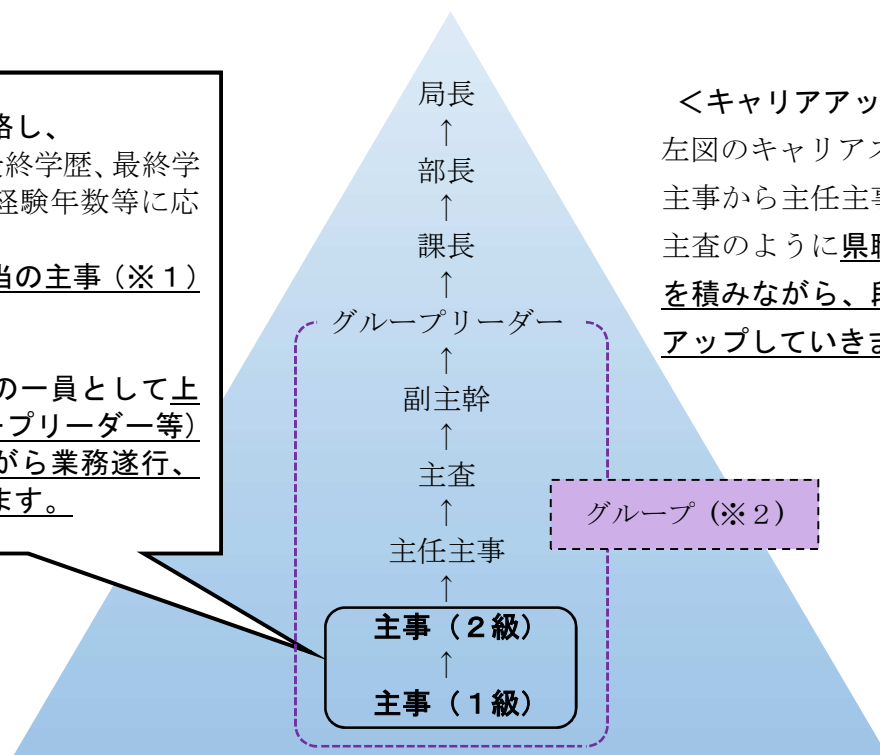 格し、
終学歴、最終学
経験年数等に応
当の主事（※１）
の一員として上
プリーダー等）
がら業務遂行、
ます。
局長
↑
部長
↑
課長
↑
グループリーダー
↑
副主幹
↑
主査
↑
主任主事
↑
主事（２級）
↑
主事（１級）
グループ（※２）
＜キャリアアッ
左図のキャリアス
主事から主任主事
主査のように県職
を積みながら、段
アップしていきま